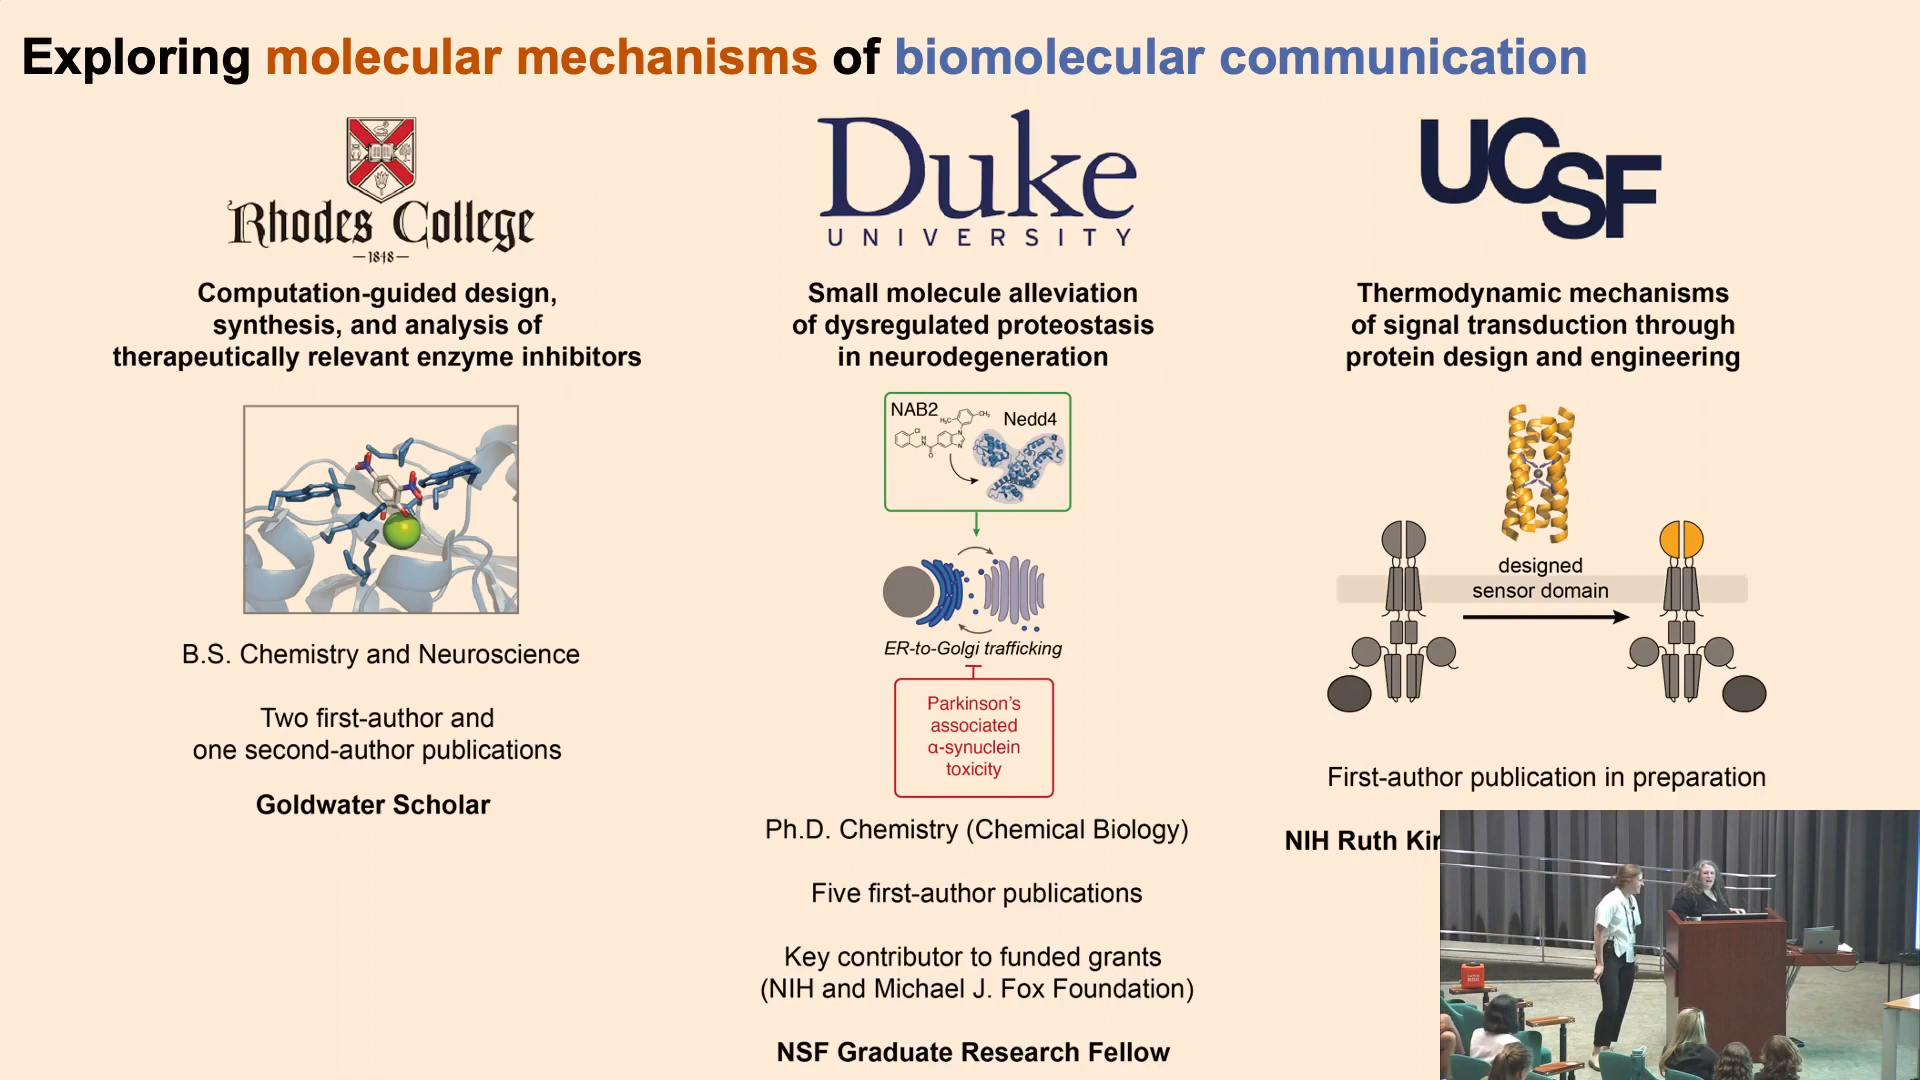 Exploring molecular mechanisms of biomolecular communication
Rhodes College
1848
Computation-guided design,
synthesis, and analysis of
therapeutically relevant enzyme inhibitors
B.S. Chemistry and Neuroscience
Two first-author and
one second-author publications
Goldwater Scholar
Duke
UNIVERSITY
Small molecule alleviation
of dysregulated proteostasis
in neurodegeneration
NAB2
Nedd4
H₃C
CH₃
Cl
H
N
O
N
N
ER-to-Golgi trafficking
Parkinson's
associated
α-synuclein
toxicity
Ph.D. Chemistry (Chemical Biology)
Five first-author publications
Key contributor to funded grants
(NIH and Michael J. Fox Foundation)
NSF Graduate Research Fellow
UCSF
Thermodynamic mechanisms
of signal transduction through
protein design and engineering
designed
sensor domain
First-author publication in preparation
NIH Ruth Kir